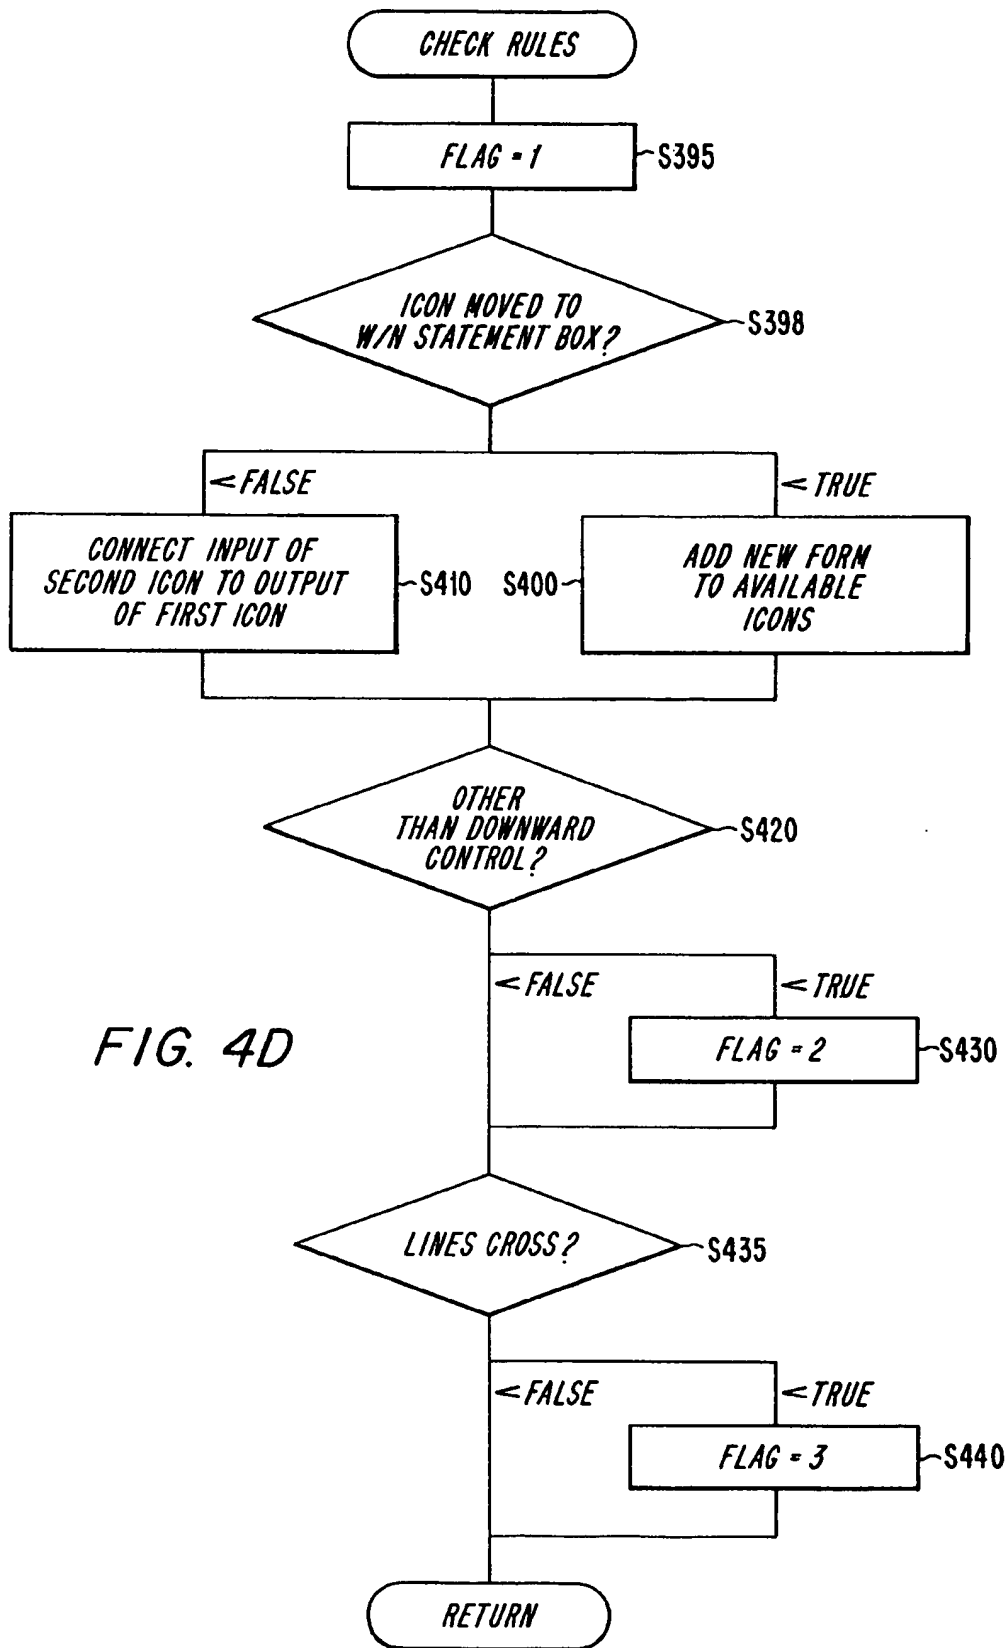 CHECK RULES
FLAG = 1
S395
ICON MOVED TO
W/N STATEMENT BOX?
S398
< FALSE
< TRUE
CONNECT INPUT OF
SECOND ICON TO OUTPUT
OF FIRST ICON
S410
S400
ADD NEW FORM
TO AVAILABLE
ICONS
OTHER
THAN DOWNWARD
CONTROL?
S420
< FALSE
< TRUE
FIG. 4D
FLAG = 2
S430
LINES CROSS?
S435
< FALSE
< TRUE
FLAG = 3
S440
RETURN